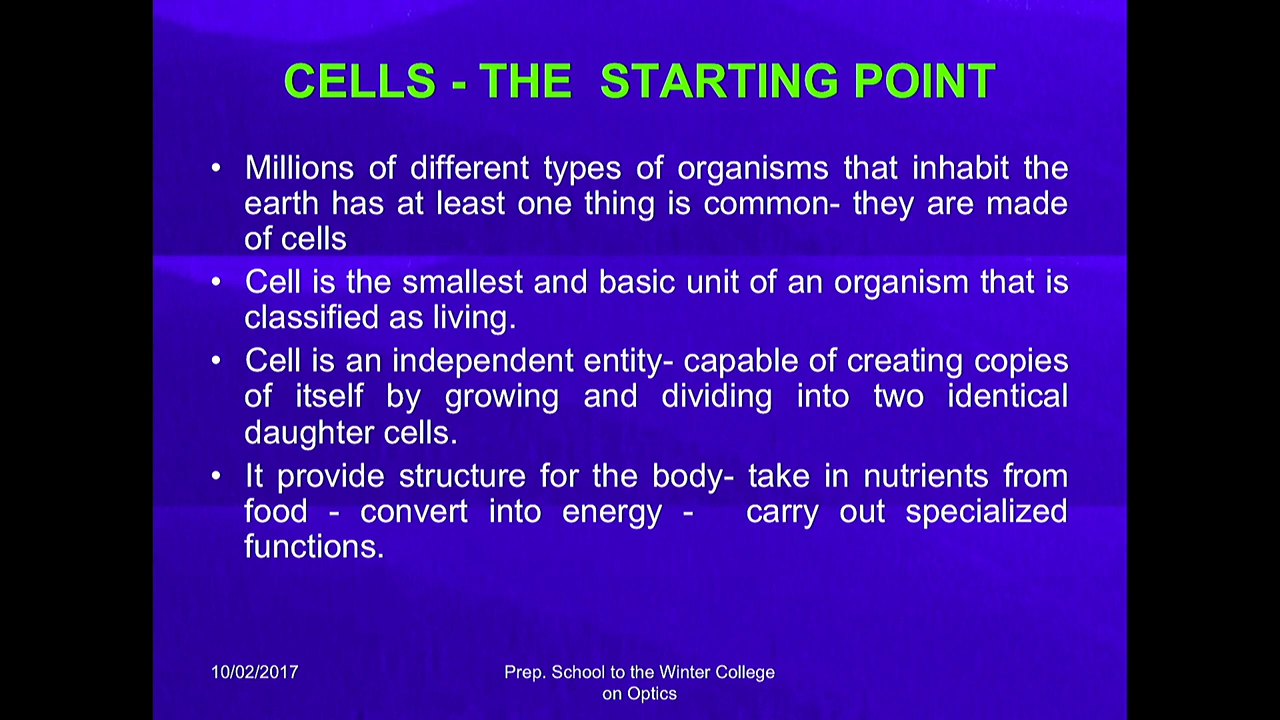 CELLS - THE STARTING POINT
• Millions of different types of organisms that inhabit the
earth has at least one thing is common- they are made
of cells
• Cell is the smallest and basic unit of an organism that is
classified as living.
• Cell is an independent entity- capable of creating copies
of itself by growing and dividing into two identical
daughter cells.
• It provide structure for the body- take in nutrients from
food - convert into energy - carry out specialized
functions.
10/02/2017
Prep. School to the Winter College
on Optics